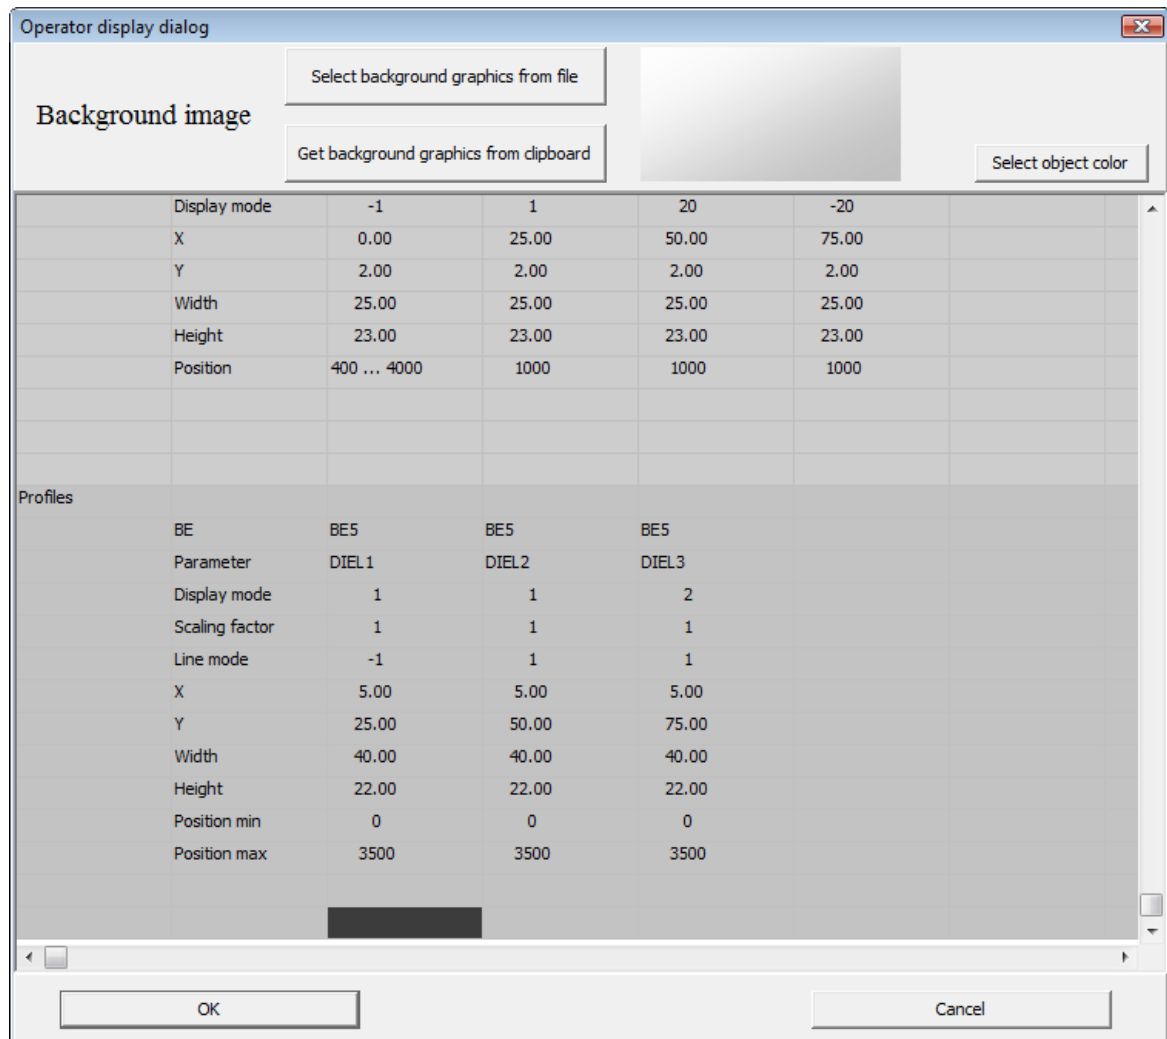 Operator display dialog
Background image
Select background graphics from file
Get background graphics from clipboard
Select object color
Display mode -1 1 20 -20
X 0.00 25.00 50.00 75.00
Y 2.00 2.00 2.00 2.00
Width 25.00 25.00 25.00 25.00
Height 23.00 23.00 23.00 23.00
Position 400 ... 4000 1000 1000 1000
Profiles
BE BE5 BE5 BE5
Parameter DIEL1 DIEL2 DIEL3
Display mode 1 1 2
Scaling factor 1 1 1
Line mode -1 1 1
X 5.00 5.00 5.00
Y 25.00 50.00 75.00
Width 40.00 40.00 40.00
Height 22.00 22.00 22.00
Position min 0 0 0
Position max 3500 3500 3500
OK Cancel